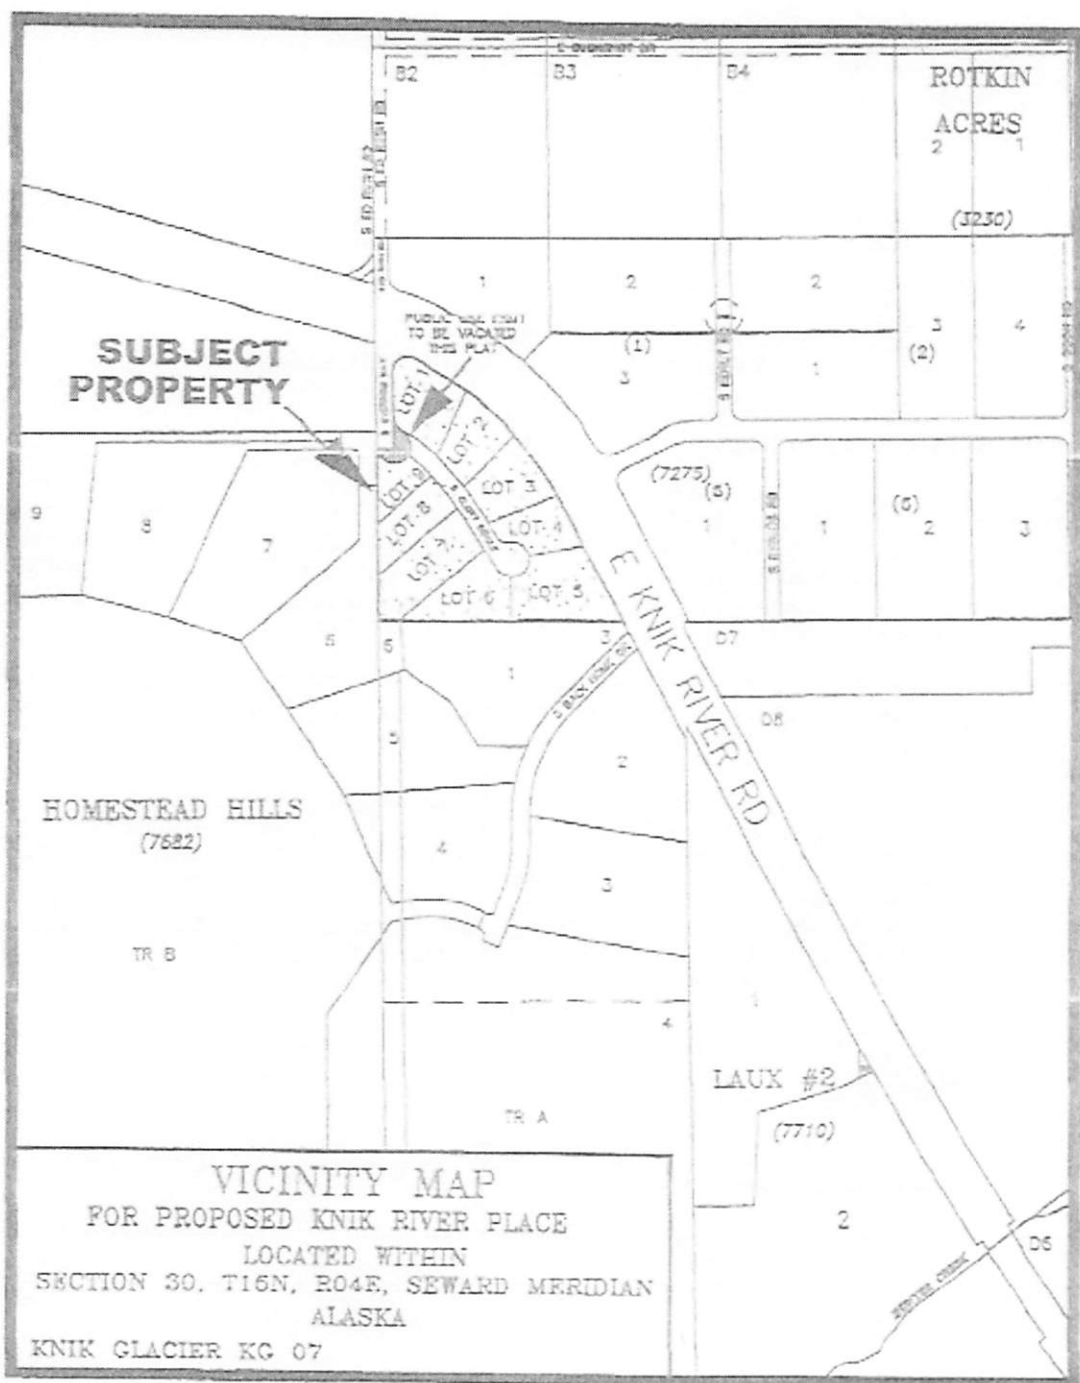 B2
B3
B4
ROTKIN
ACRES
2
1
(3230)
1
2
2
3
4
PUBLIC USE
TO BE VACATED
THIS PLAT
(1)
3
1
(2)
SUBJECT
PROPERTY
LOT 1
LOT 2
LOT 3
LOT 4
LOT 5
LOT 6
LOT 7
LOT 8
LOT 9
9
8
7
(7275)
1
1
2
3
E KNIK RIVER RD
5
6
1
3
D7
D8
2
HOMESTEAD HILLS
(7682)
4
3
TR B
1
4
LAUX #2
(7710)
TR A
2
D6
VICINITY MAP
FOR PROPOSED KNIK RIVER PLACE
LOCATED WITHIN
SECTION 30, T16N, R04E, SEWARD MERIDIAN
ALASKA
KNIK GLACIER KG 07